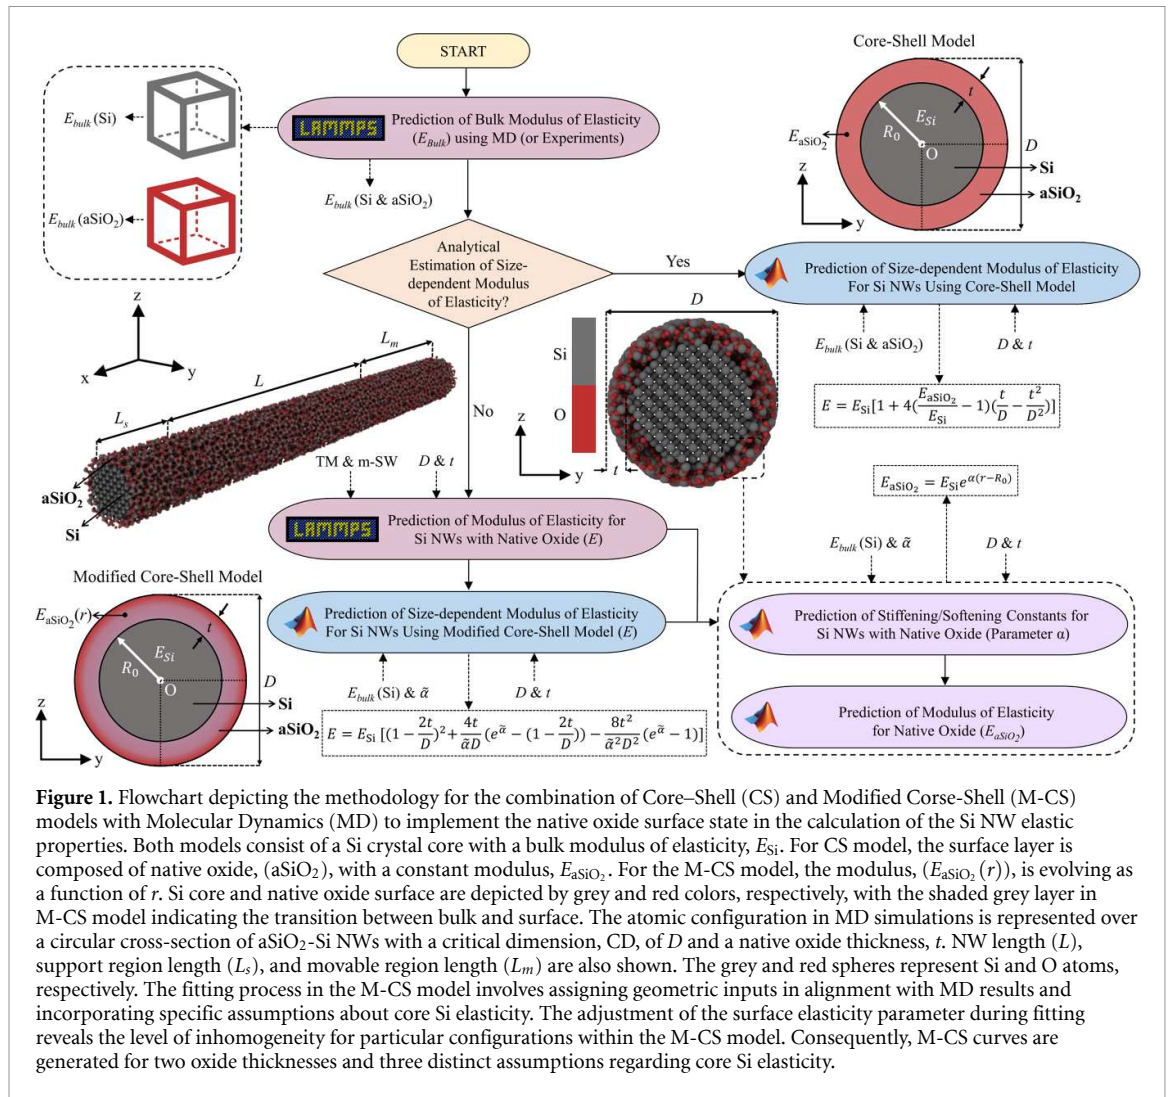 START
Core-Shell Model
E_bulk(Si)
E_bulk(aSiO₂)
LAMMPS
Prediction of Bulk Modulus of Elasticity
(E_Bulk) using MD (or Experiments)
E_bulk(Si & aSiO₂)
t
E_Si
R₀
E_aSiO₂
O
D
Si
aSiO₂
z
y
Analytical
Estimation of Size-
dependent Modulus
of Elasticity?
Yes
Prediction of Size-dependent Modulus of Elasticity
For Si NWs Using Core-Shell Model
E_bulk(Si & aSiO₂)
D & t
E = E_Si[1 + 4(E_aSiO₂/E_Si − 1)(t/D − t²/D²)]
z
x
y
L_s
L
L_m
aSiO₂
Si
No
D
Si
O
z
y
t
TM & m-SW
D & t
LAMMPS
Prediction of Modulus of Elasticity for
Si NWs with Native Oxide (E)
E_aSiO₂ = E_Si e^α(r−R₀)
E_bulk(Si) & α̃
D & t
Modified Core-Shell Model
E_aSiO₂(r)
t
E_Si
R₀
O
D
Si
aSiO₂
z
y
Prediction of Size-dependent Modulus of Elasticity
For Si NWs Using Modified Core-Shell Model (E)
E_bulk(Si) & α̃
D & t
E = E_Si [(1 − 2t/D)² + 4t/α̃D (e^α̃ − (1 − 2t/D)) − 8t²/α̃²D² (e^α̃ − 1)]
Prediction of Stiffening/Softening Constants for
Si NWs with Native Oxide (Parameter α)
Prediction of Modulus of Elasticity
for Native Oxide (E_aSiO₂)
Figure 1. Flowchart depicting the methodology for the combination of Core–Shell (CS) and Modified Corse-Shell (M-CS)
models with Molecular Dynamics (MD) to implement the native oxide surface state in the calculation of the Si NW elastic
properties. Both models consist of a Si crystal core with a bulk modulus of elasticity, E_Si. For CS model, the surface layer is
composed of native oxide, (aSiO₂), with a constant modulus, E_aSiO₂. For the M-CS model, the modulus, (E_aSiO₂(r)), is evolving as
a function of r. Si core and native oxide surface are depicted by grey and red colors, respectively, with the shaded grey layer in
M-CS model indicating the transition between bulk and surface. The atomic configuration in MD simulations is represented over
a circular cross-section of aSiO₂-Si NWs with a critical dimension, CD, of D and a native oxide thickness, t. NW length (L),
support region length (L_s), and movable region length (L_m) are also shown. The grey and red spheres represent Si and O atoms,
respectively. The fitting process in the M-CS model involves assigning geometric inputs in alignment with MD results and
incorporating specific assumptions about core Si elasticity. The adjustment of the surface elasticity parameter during fitting
reveals the level of inhomogeneity for particular configurations within the M-CS model. Consequently, M-CS curves are
generated for two oxide thicknesses and three distinct assumptions regarding core Si elasticity.